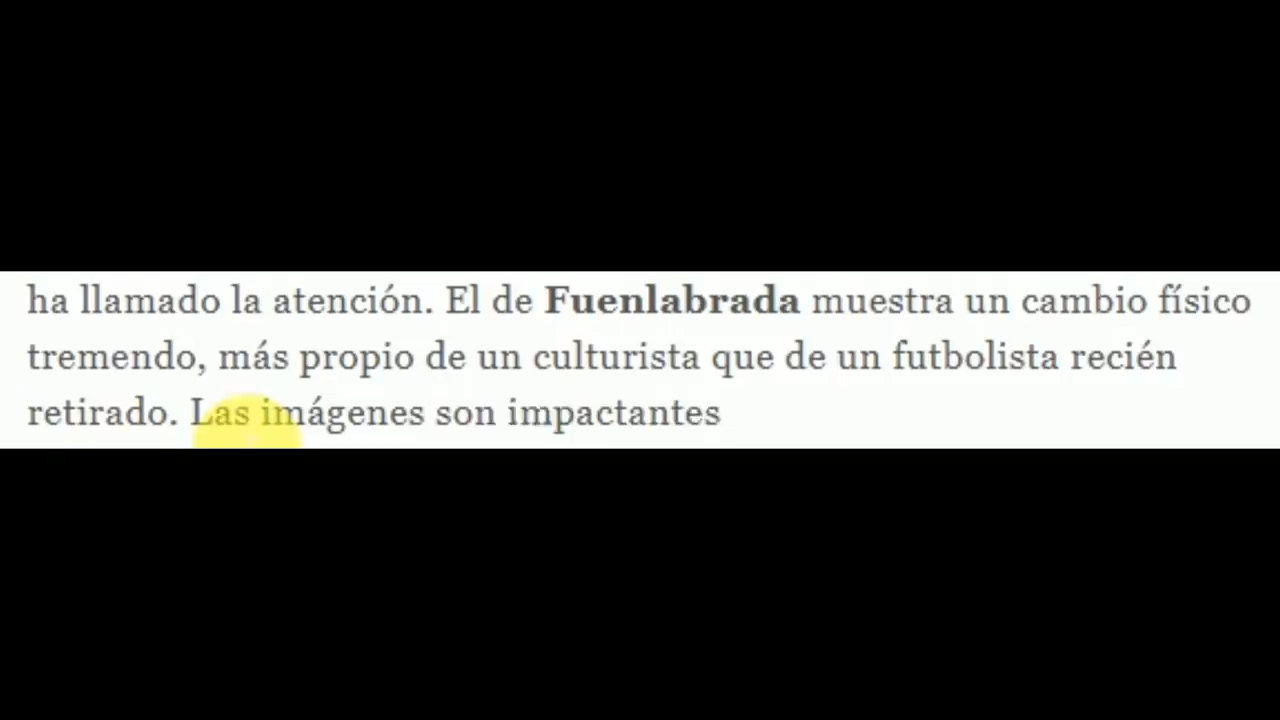 ha llamado la atención. El de Fuenlabrada muestra un cambio físico
tremendo, más propio de un culturista que de un futbolista recién
retirado. Las imágenes son impactantes